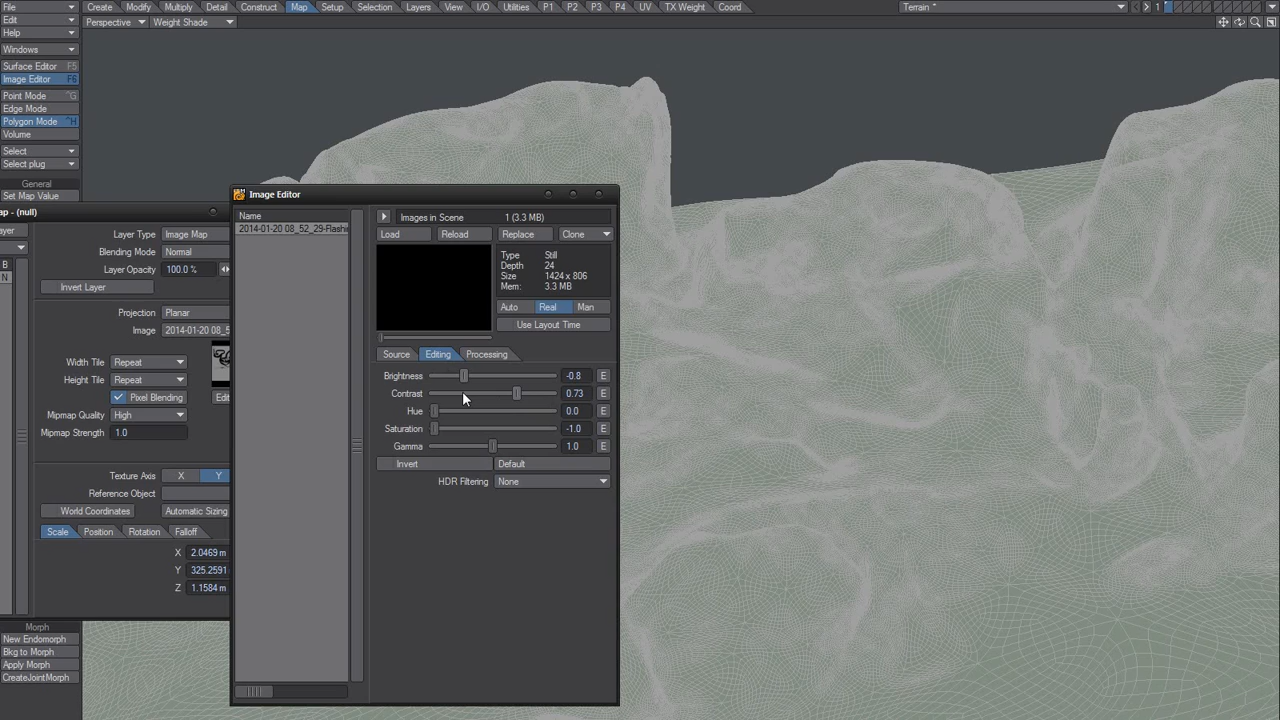 File Create Modify Multiply Detail Construct Map Setup Selection Layers View I/O Utilities P1 P2 P3 P4 UV TX Weight Coord Terrain * 1
Edit Perspective Weight Shade
Help
Windows
Surface Editor F5
Image Editor F6
Point Mode ^G
Edge Mode
Polygon Mode ^H
Volume
Select
Select plug
General
Set Map Value
ap - (null)
ayer
B
N
Layer Type Image Map
Blending Mode Normal
Layer Opacity 100.0 %
Invert Layer
Projection Planar
Image 2014-01-20 08_5
Width Tile Repeat
Height Tile Repeat
Pixel Blending Edi
Mipmap Quality High
Mipmap Strength 1.0
Texture Axis X Y
Reference Object
World Coordinates Automatic Sizing
Scale Position Rotation Falloff
X 2.0469 m
Y 325.2591
Z 1.1584 m
Morph
New Endomorph
Bkg to Morph
Apply Morph
CreateJointMorph
Image Editor
Name
2014-01-20 08_52_29-Flashi
Images in Scene 1 (3.3 MB)
Load Reload Replace Clone
Type Still
Depth 24
Size 1424 x 806
Mem: 3.3 MB
Auto Real Man
Use Layout Time
Source Editing Processing
Brightness -0.8 E
Contrast 0.73 E
Hue 0.0 E
Saturation -1.0 E
Gamma 1.0 E
Invert Default
HDR Filtering None